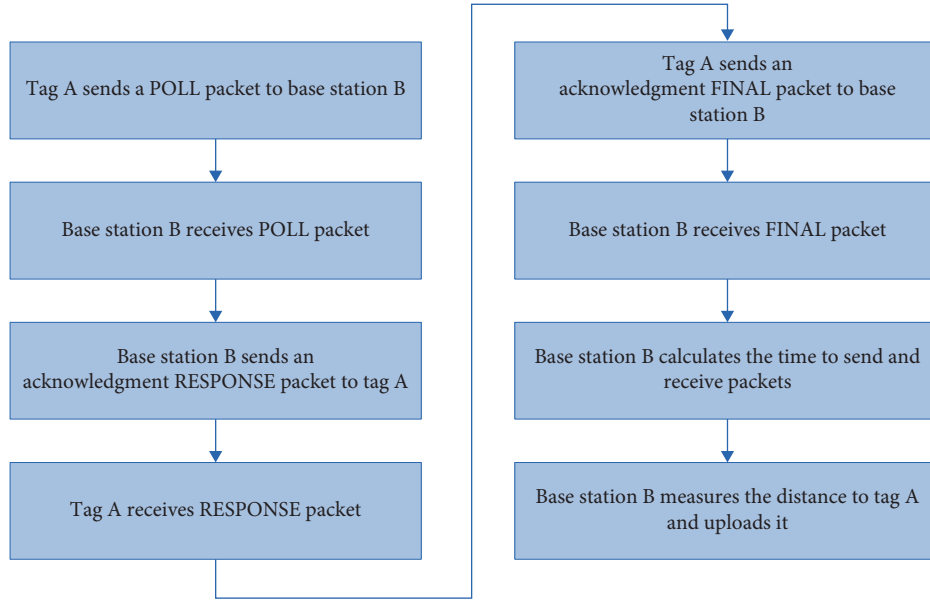 Tag A sends a POLL packet to base station B
Base station B receives POLL packet
Base station B sends an
acknowledgment RESPONSE packet to tag A
Tag A receives RESPONSE packet
Tag A sends an
acknowledgment FINAL packet to base
station B
Base station B receives FINAL packet
Base station B calculates the time to send and
receive packets
Base station B measures the distance to tag A
and uploads it